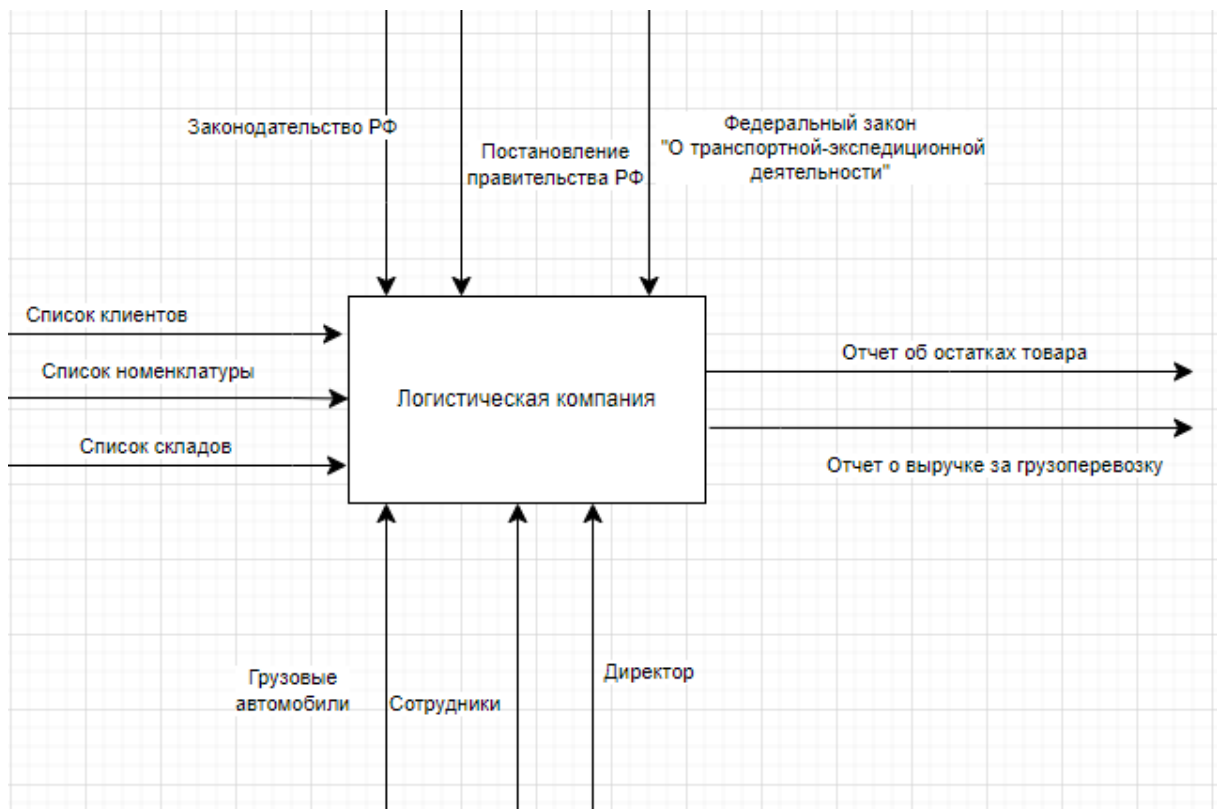 Законодательство РФ
Постановление
правительства РФ
Федеральный закон
"О транспортной-экспедиционной
деятельности"
Список клиентов
Список номенклатуры
Список складов
Логистическая компания
Отчет об остатках товара
Отчет о выручке за грузоперевозку
Грузовые
автомобили
Сотрудники
Директор